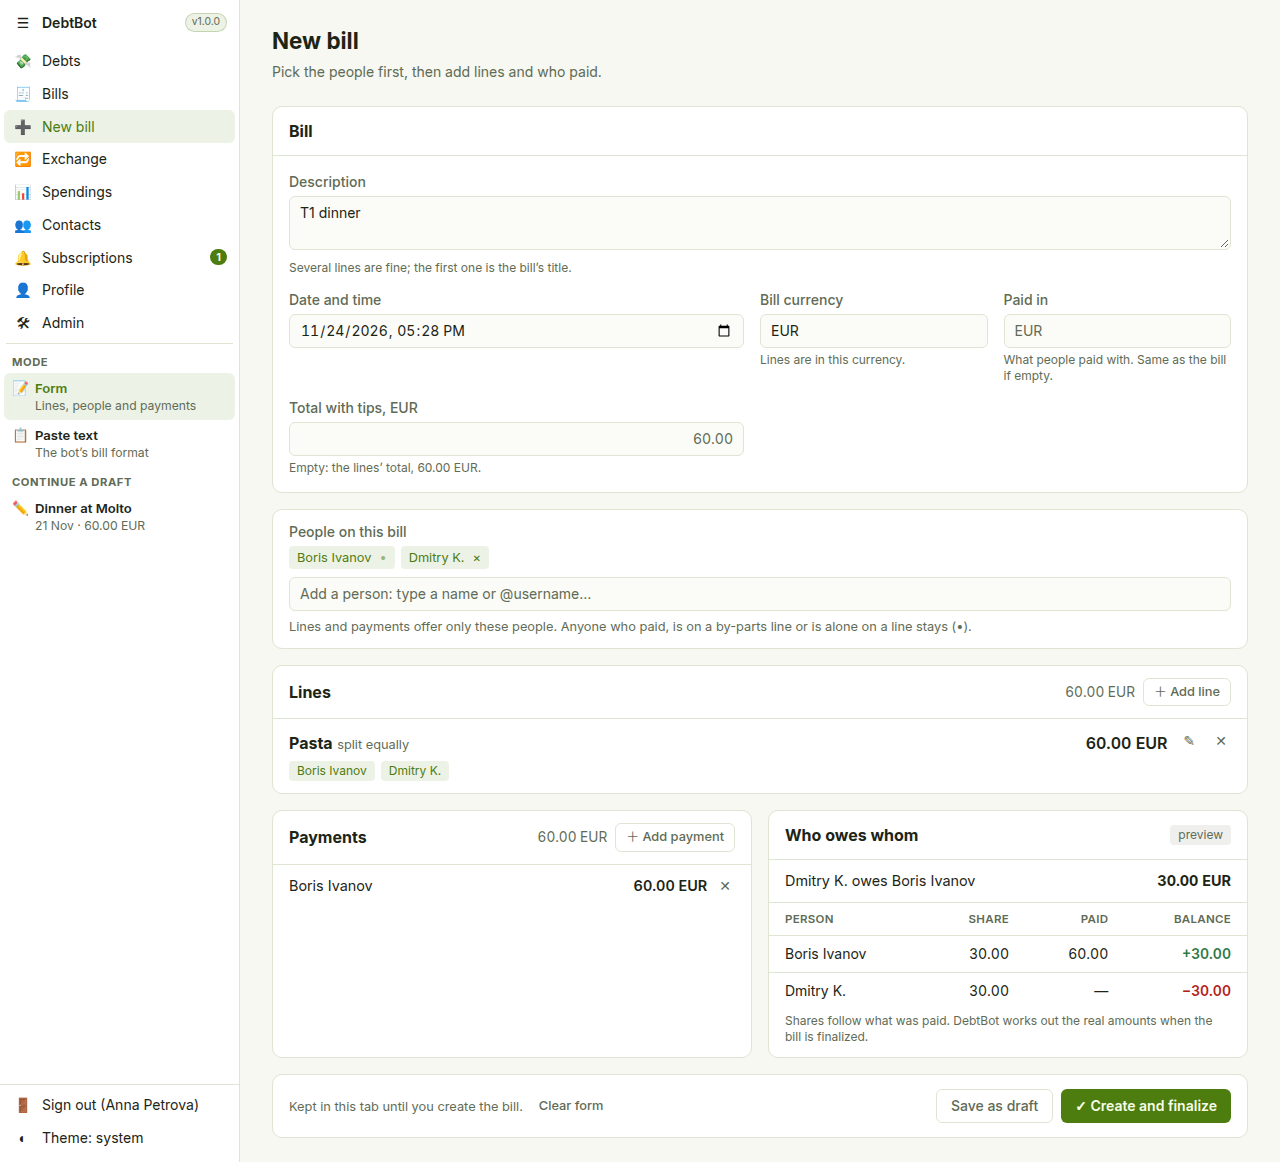 ☰ DebtBot v1.0.0
💸 Debts
🧾 Bills
➕ New bill
🔁 Exchange
📊 Spendings
👥 Contacts
🔔 Subscriptions 1
👤 Profile
🛠 Admin
MODE
📝 Form
Lines, people and payments
📋 Paste text
The bot’s bill format
CONTINUE A DRAFT
✏️ Dinner at Molto
21 Nov · 60.00 EUR
🚪 Sign out (Anna Petrova)
Theme: system
New bill
Pick the people first, then add lines and who paid.
Bill
Description
T1 dinner
Several lines are fine; the first one is the bill’s title.
Date and time
11/24/2026, 05:28 PM
Bill currency
EUR
Lines are in this currency.
Paid in
EUR
What people paid with. Same as the bill
if empty.
Total with tips, EUR
60.00
Empty: the lines’ total, 60.00 EUR.
People on this bill
Boris Ivanov • Dmitry K. ×
Add a person: type a name or @username…
Lines and payments offer only these people. Anyone who paid, is on a by-parts line or is alone on a line stays (•).
Lines 60.00 EUR + Add line
Pasta split equally 60.00 EUR ✎ ✕
Boris Ivanov Dmitry K.
Payments 60.00 EUR + Add payment
Boris Ivanov 60.00 EUR ✕
Who owes whom preview
Dmitry K. owes Boris Ivanov 30.00 EUR
PERSON SHARE PAID BALANCE
Boris Ivanov 30.00 60.00 +30.00
Dmitry K. 30.00 — −30.00
Shares follow what was paid. DebtBot works out the real amounts when the
bill is finalized.
Kept in this tab until you create the bill. Clear form Save as draft ✓ Create and finalize